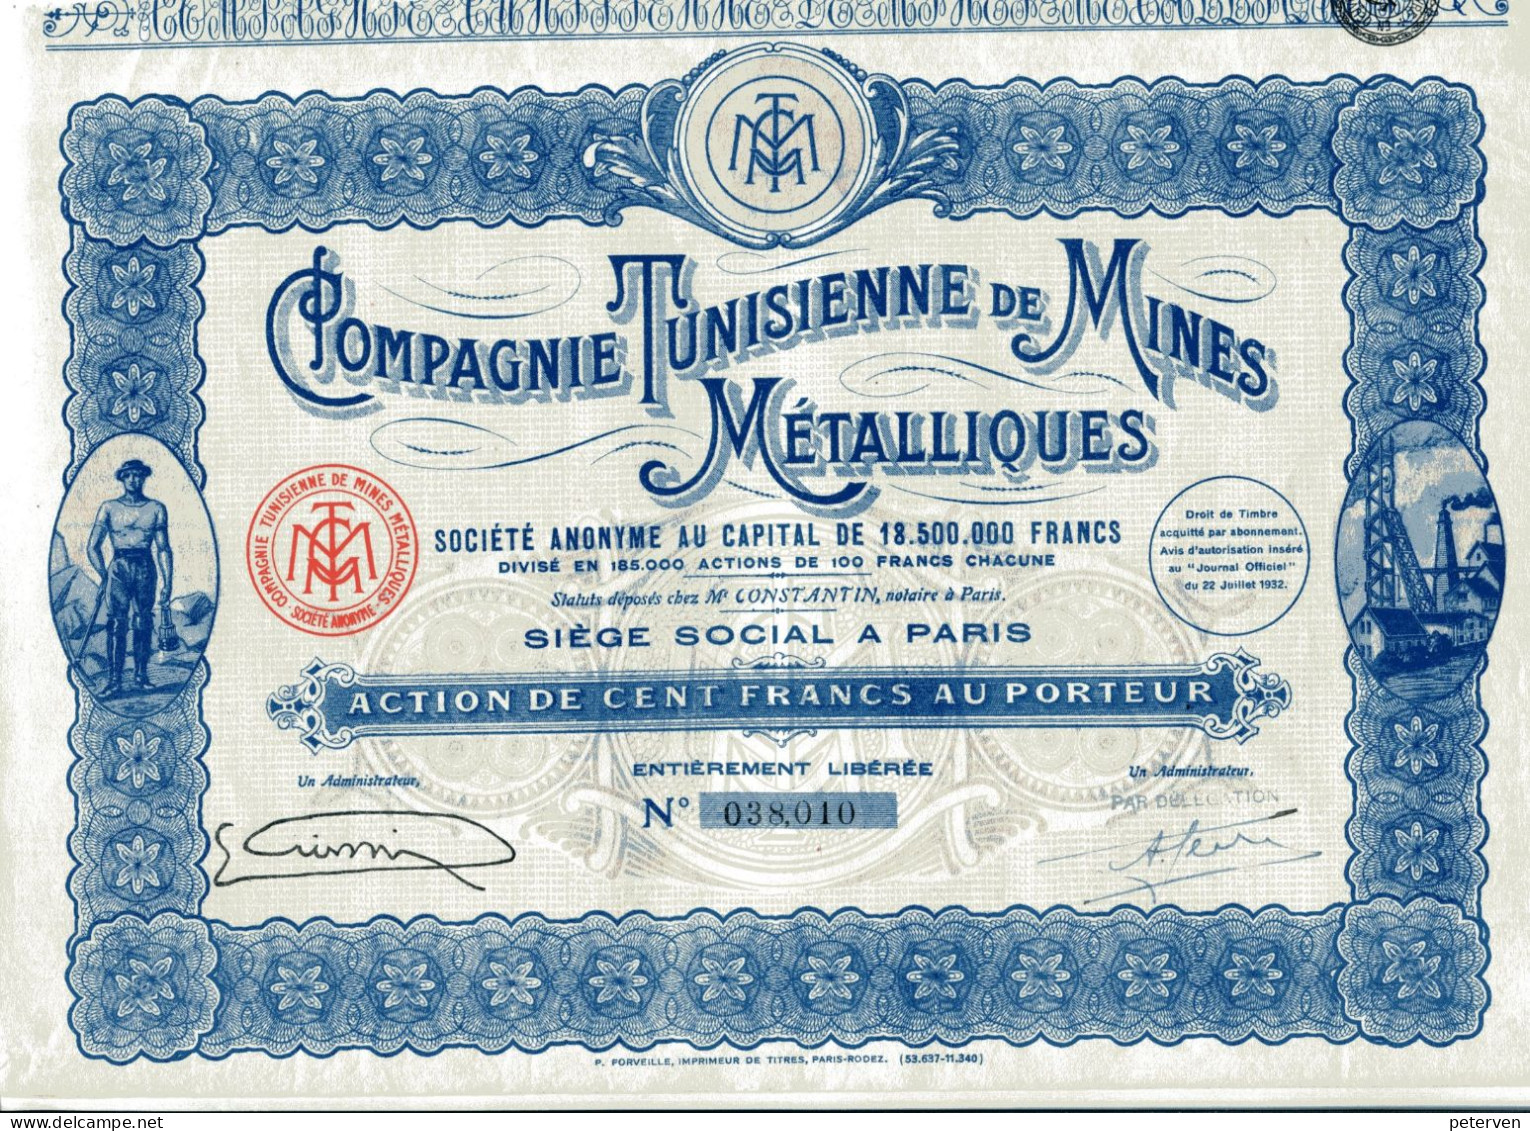 COMPAGNIE TUNISIENNE DE MINES
MÉTALLIQUES
COMPAGNIE TUNISIENNE DE MINES MÉTALLIQUES
SOCIÉTÉ ANONYME
SOCIÉTÉ ANONYME AU CAPITAL DE 18.500.000 FRANCS
DIVISÉ EN 185.000 ACTIONS DE 100 FRANCS CHACUNE
Statuts déposés chez Me CONSTANTIN, notaire à Paris.
SIÈGE SOCIAL A PARIS
Droit de Timbre
acquitté par abonnement.
Avis d'autorisation inséré
au "Journal Officiel"
du 22 Juillet 1932.
ACTION DE CENT FRANCS AU PORTEUR
ENTIÈREMENT LIBÉRÉE
Un Administrateur,
Un Administrateur,
PAR DÉLÉGATION
No 038,010
P. FORVEILLE, IMPRIMEUR DE TITRES, PARIS-RODEZ. (53.637-11.340)
peterven